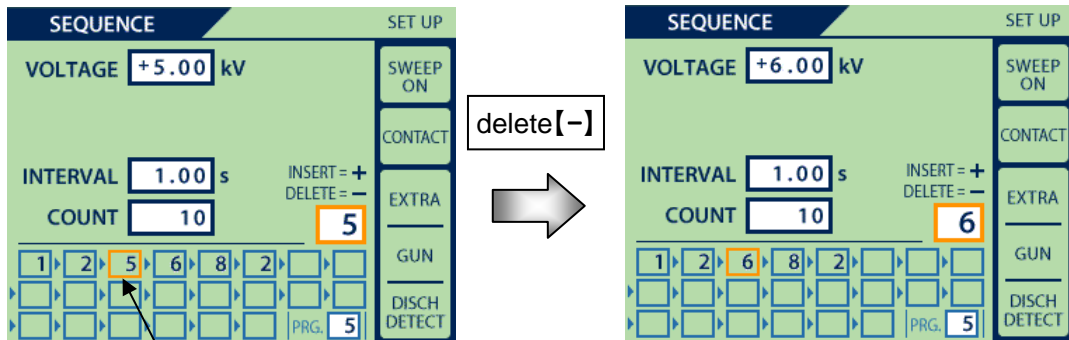 SEQUENCE
SET UP
VOLTAGE +5.00 kV
SWEEP
ON
CONTACT
INTERVAL 1.00 s
INSERT = +
DELETE = −
COUNT 10
5
EXTRA
GUN
DISCH
DETECT
1 2 5 6 8 2
PRG. 5
delete【−】
SEQUENCE
SET UP
VOLTAGE +6.00 kV
SWEEP
ON
CONTACT
INTERVAL 1.00 s
INSERT = +
DELETE = −
COUNT 10
6
EXTRA
GUN
DISCH
DETECT
1 2 6 8 2
PRG. 5